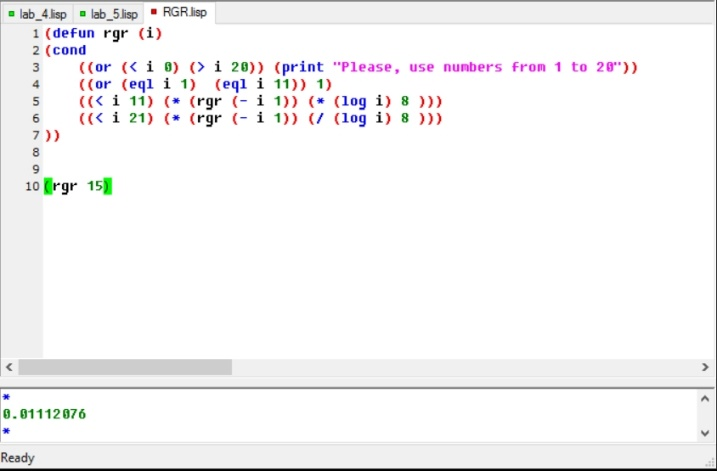 lab_4.lisp lab_5.lisp RGR.lisp
1 (defun rgr (i)
2 (cond
3     ((or (< i 0) (> i 20)) (print "Please, use numbers from 1 to 20"))
4     ((or (eql i 1)  (eql i 11)) 1)
5     ((< i 11) (* (rgr (- i 1)) (* (log i) 8 )))
6     ((< i 21) (* (rgr (- i 1)) (/ (log i) 8 )))
7 ))
8
9
10 (rgr 15)
*
0.01112076
*
Ready